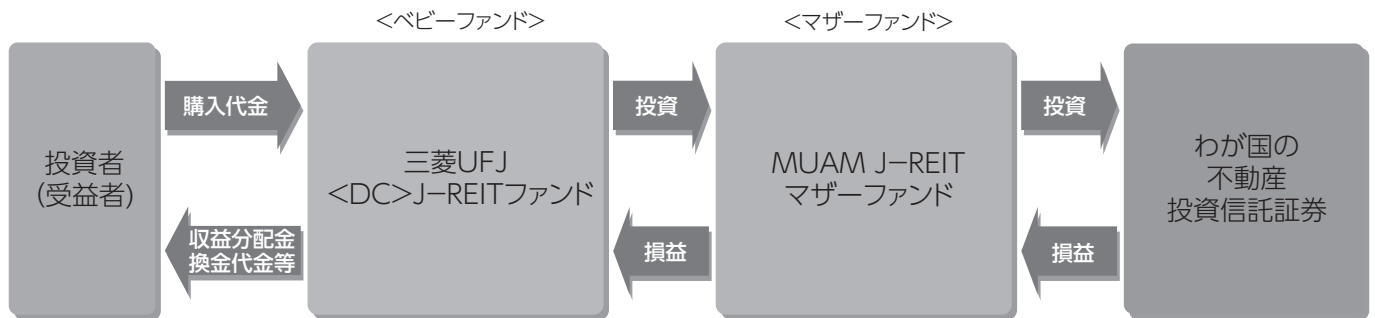 <ベビーファンド>
<マザーファンド>
投資者
(受益者)
購入代金
収益分配金
換金代金等
三菱UFJ
<DC>J-REITファンド
投資
損益
MUAM J-REIT
マザーファンド
投資
損益
わが国の
不動産
投資信託証券